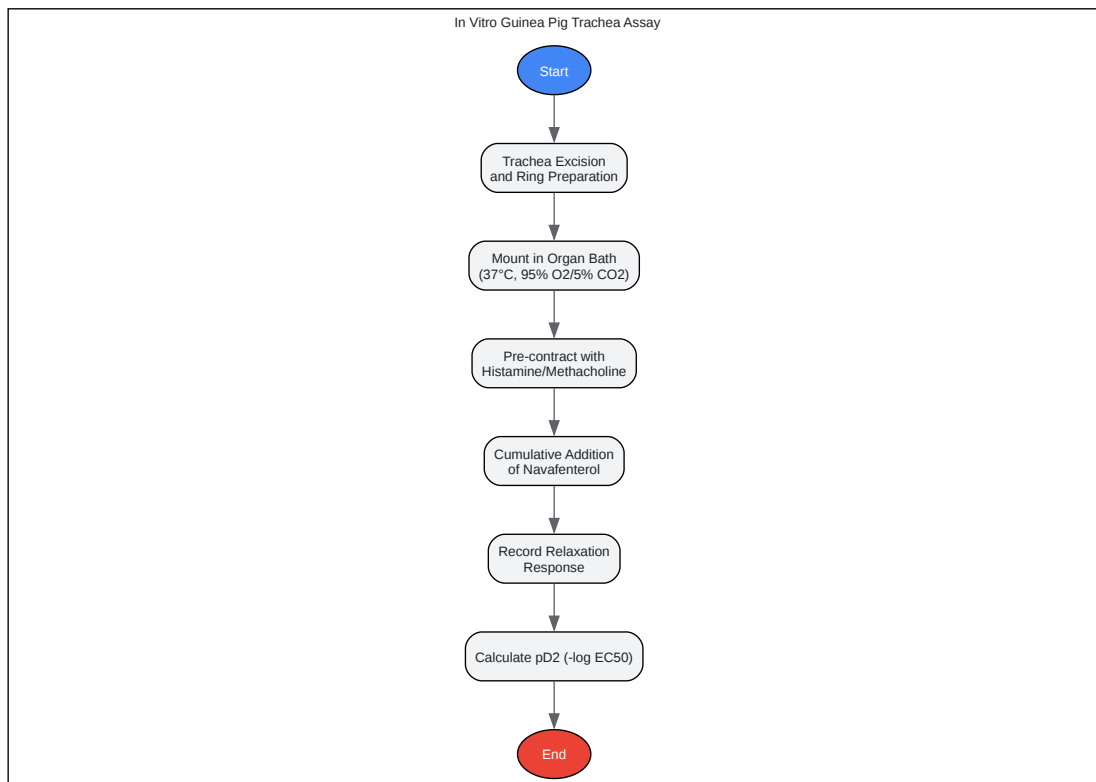 In Vitro Guinea Pig Trachea Assay
Start
Trachea Excision
and Ring Preparation
Mount in Organ Bath
(37°C, 95% O2/5% CO2)
Pre-contract with
Histamine/Methacholine
Cumulative Addition
of Navafenterol
Record Relaxation
Response
Calculate pD2 (-log EC50)
End